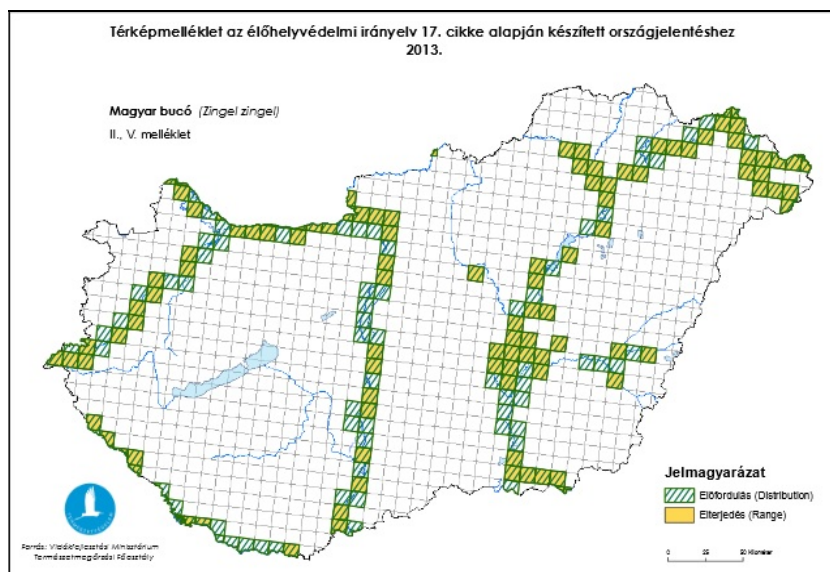 Térképmelléklet az élőhelyvédelmi irányelv 17. cikke alapján készített országjelentéshez
2013.
Magyar bucó (Zingel zingel)
II., V. melléklet
Jelmagyarázat
Előfordulás (Distribution)
Elterjedés (Range)
Forrás: Vidékfejlesztési Minisztérium
Természetmegőrzési Főosztály
0 25 50 Kilometer